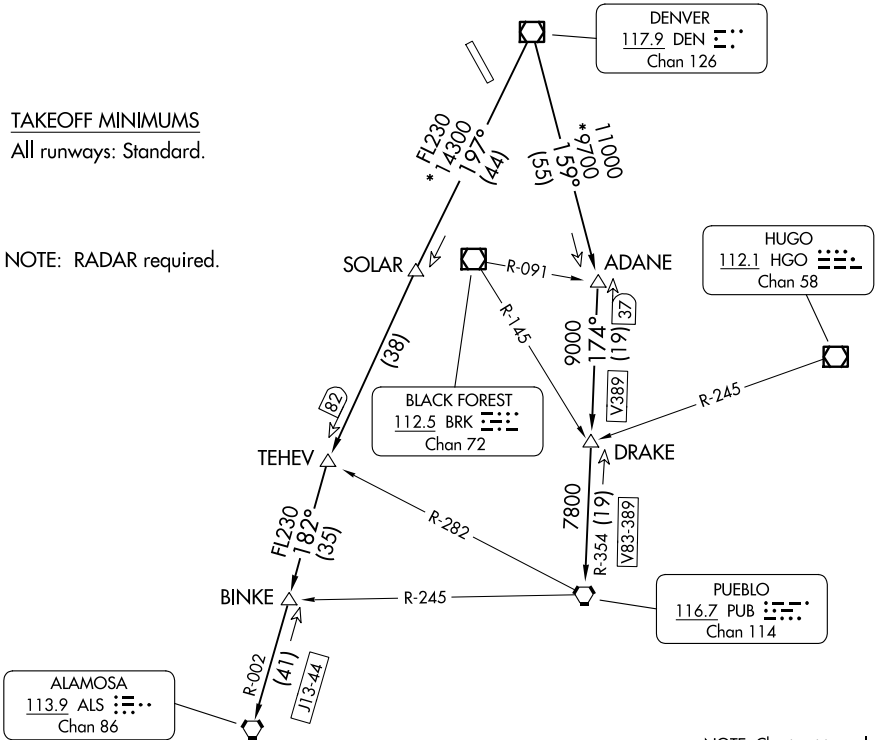 DENVER
117.9 DEN
Chan 126
TAKEOFF MINIMUMS
All runways: Standard.
NOTE: RADAR required.
FL230
*14300
197°
(44)
11000
*9700
159°
(55)
SOLAR
R-091
ADANE
HUGO
112.1 HGO
Chan 58
R-145
37
9000
174°
(19)
V389
(38)
R-245
BLACK FOREST
112.5 BRK
Chan 72
82
TEHEV
DRAKE
R-282
7800
R-354 (19)
V83-389
FL230
182°
(35)
BINKE
R-245
PUEBLO
116.7 PUB
Chan 114
R-002
(41)
J13-44
ALAMOSA
113.9 ALS
Chan 86